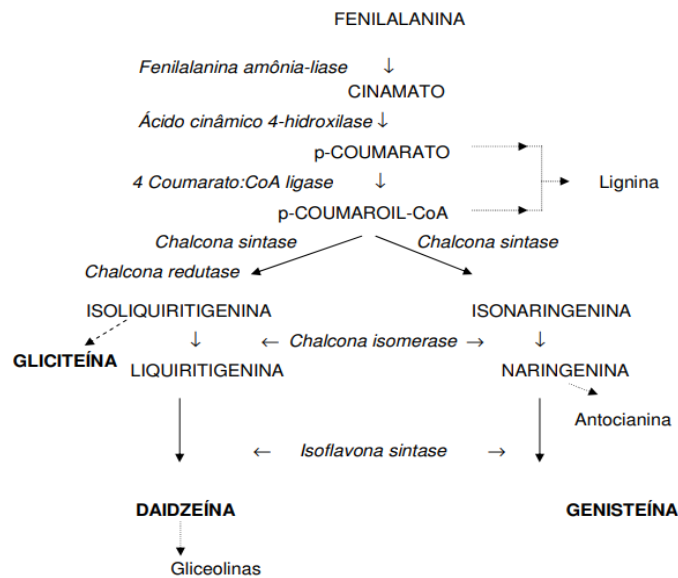 FENILALANINA
Fenilalanina amônia-liase ↓
CINAMATO
Ácido cinâmico 4-hidroxilase ↓
p-COUMARATO
4 Coumarato:CoA ligase ↓ Lignina
p-COUMAROIL-CoA
Chalcona sintase Chalcona sintase
Chalcona redutase
ISOLIQUIRITIGENINA ISONARINGENINA
↓ ← Chalcona isomerase → ↓
GLICITEÍNA LIQUIRITIGENINA NARINGENINA
Antocianina
← Isoflavona sintase →
DAIDZEÍNA GENISTEÍNA
Gliceolinas